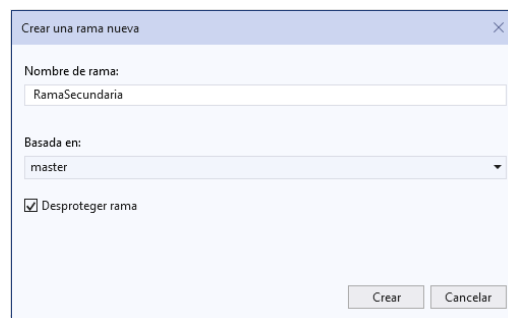 Crear una rama nueva
Nombre de rama:
RamaSecundaria
Basada en:
master
Desproteger rama
Crear Cancelar